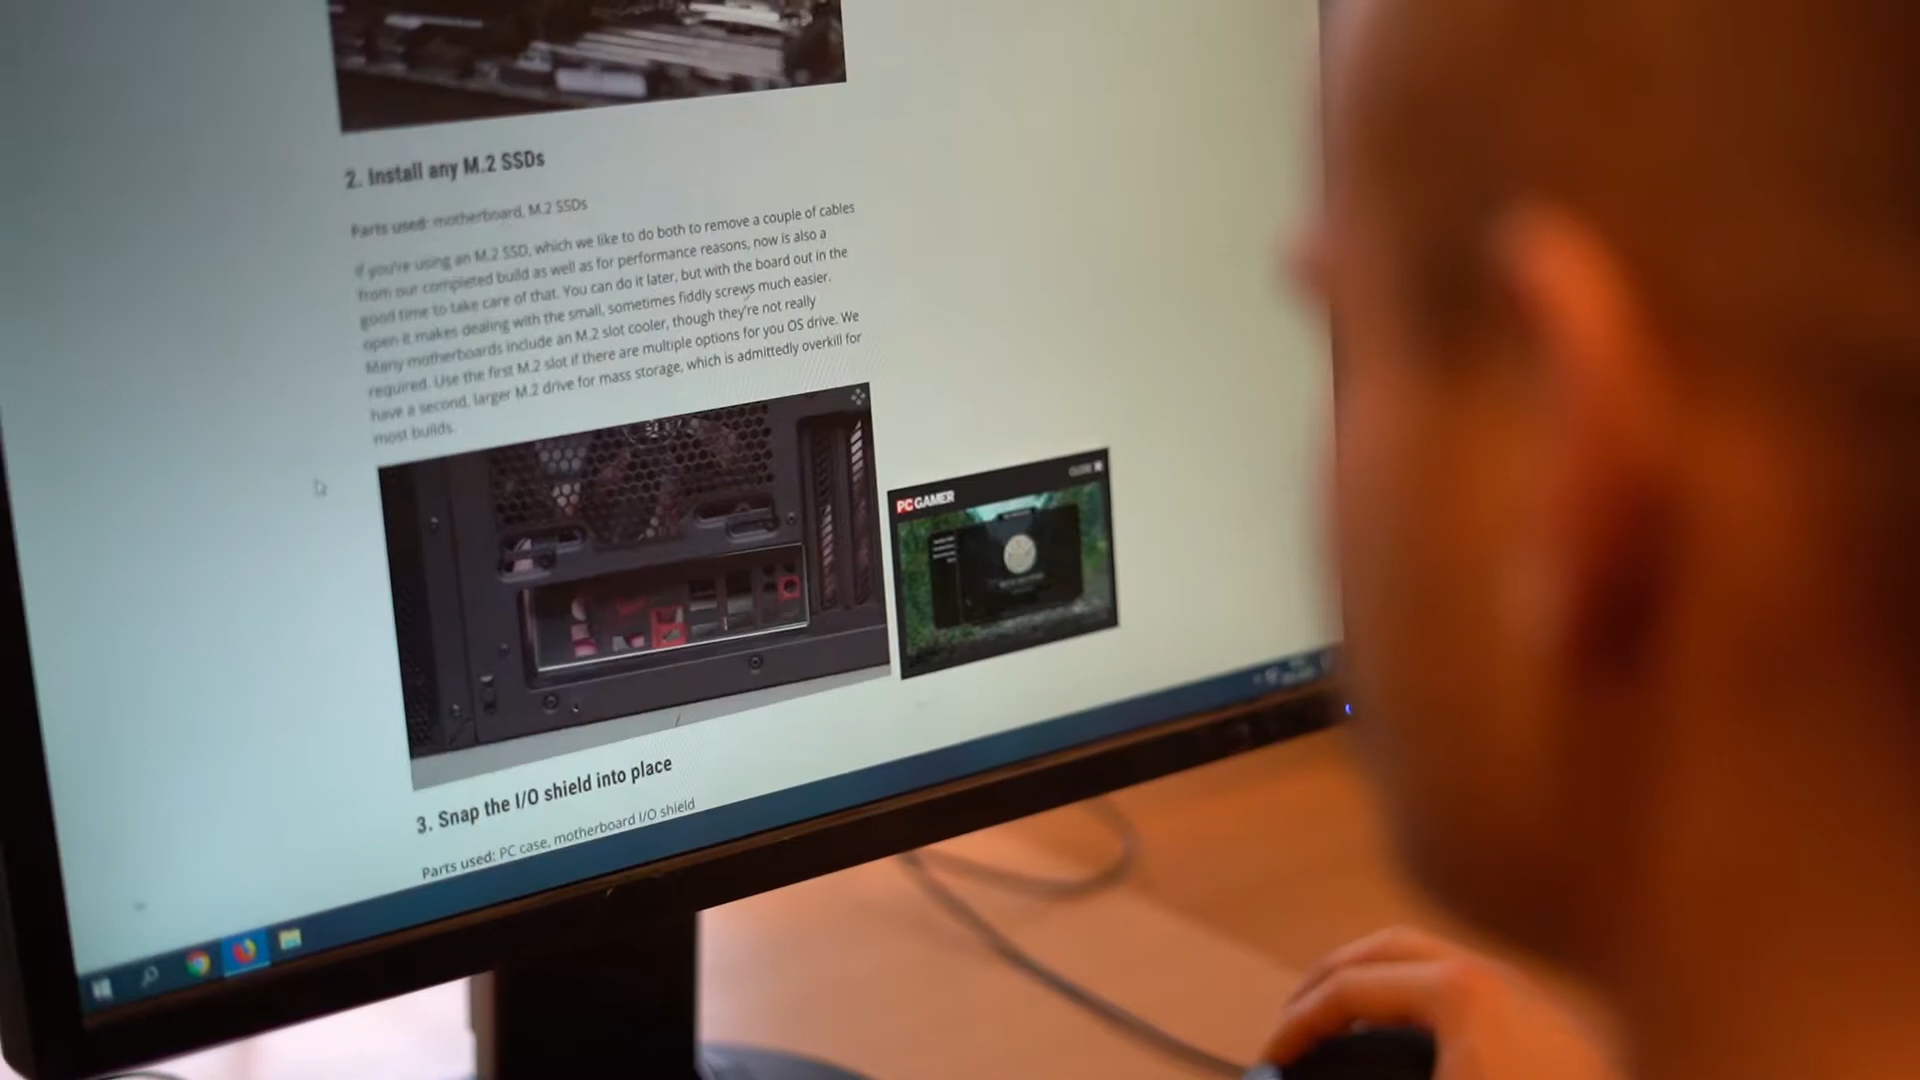 2. Install any M.2 SSDs
Parts used: motherboard, M.2 SSDs
If you're using an M.2 SSD, which we like to do both to remove a couple of cables
from our completed build as well as for performance reasons, now is also a
good time to take care of that. You can do it later, but with the board out in the
open it makes dealing with the small, sometimes fiddly screws much easier.
Many motherboards include an M.2 slot cooler, though they're not really
required. Use the first M.2 slot if there are multiple options for you OS drive. We
have a second, larger M.2 drive for mass storage, which is admittedly overkill for
most builds.
CLOSE
PC GAMER
3. Snap the I/O shield into place
Parts used: PC case, motherboard I/O shield